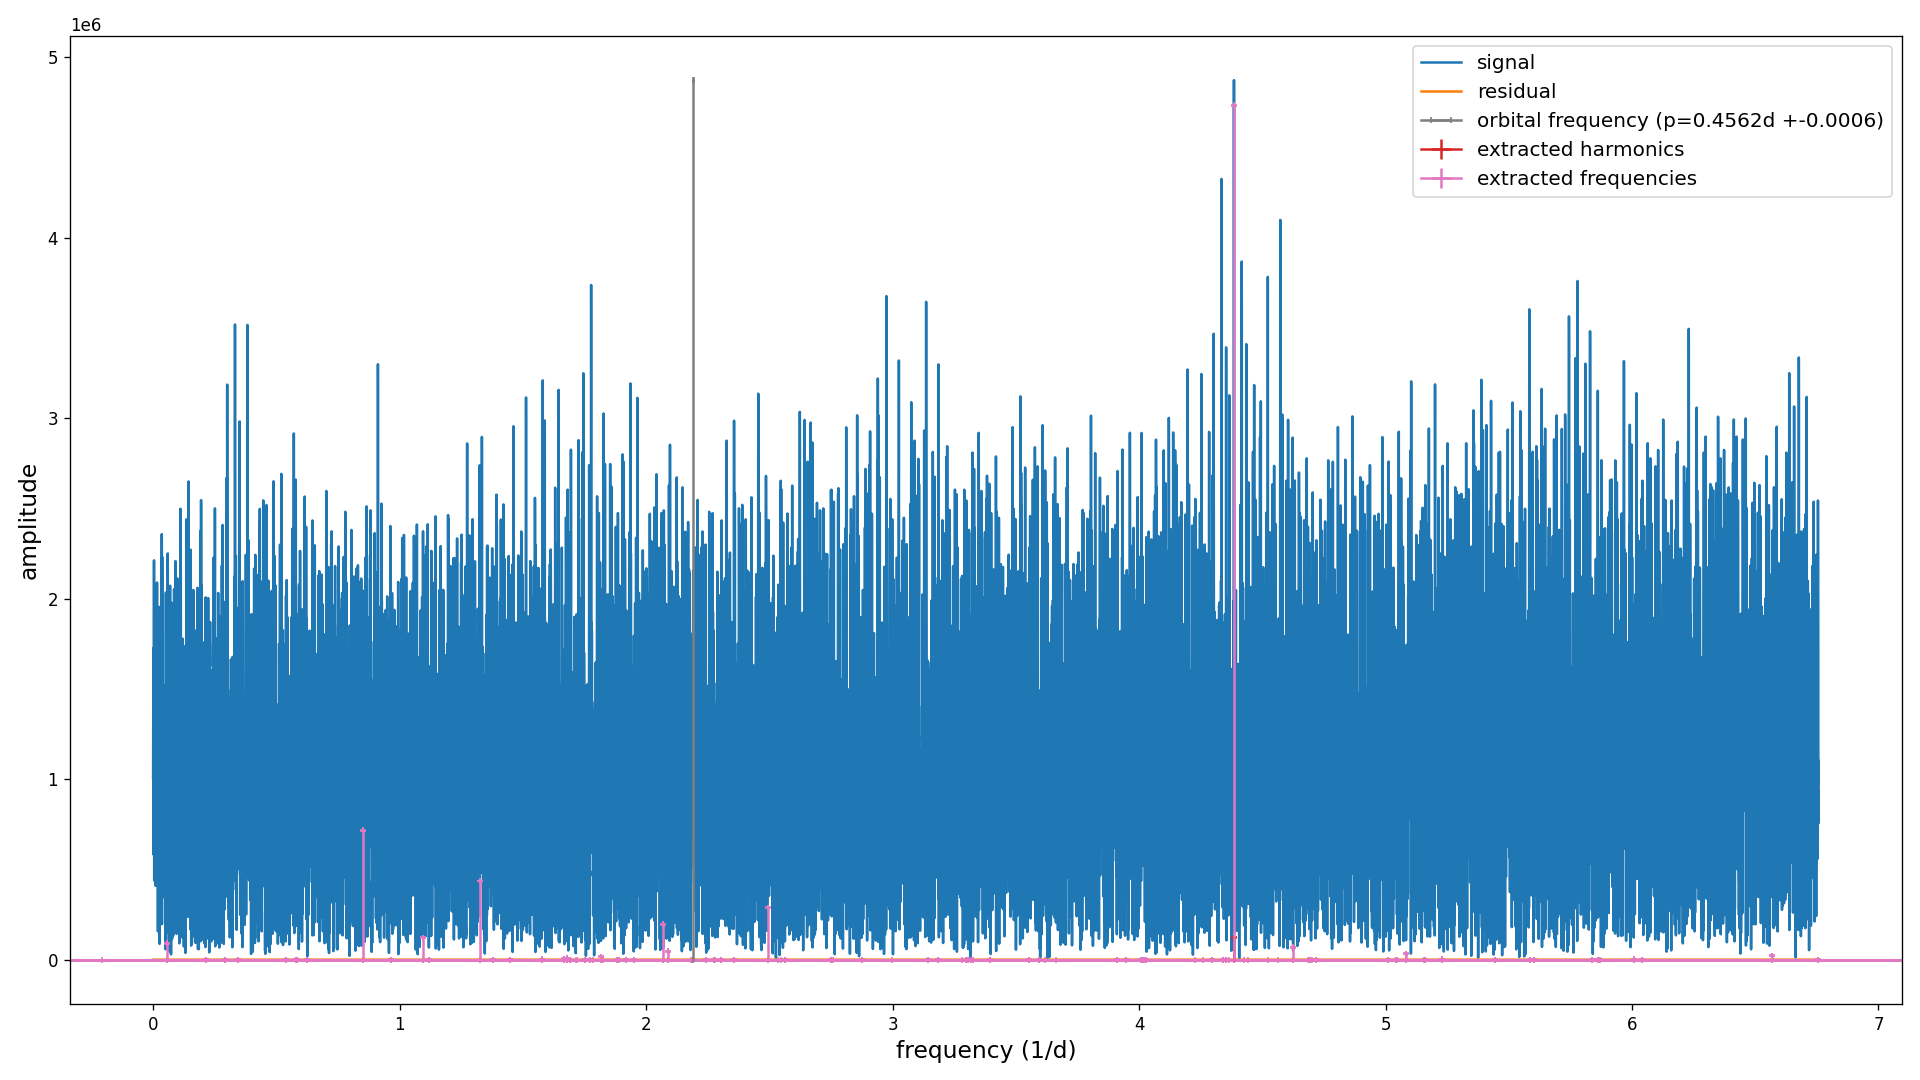 1e6
5
4
3
2
1
0
amplitude
signal
residual
orbital frequency (p=0.4562d +-0.0006)
extracted harmonics
extracted frequencies
0 1 2 3 4 5 6 7
frequency (1/d)